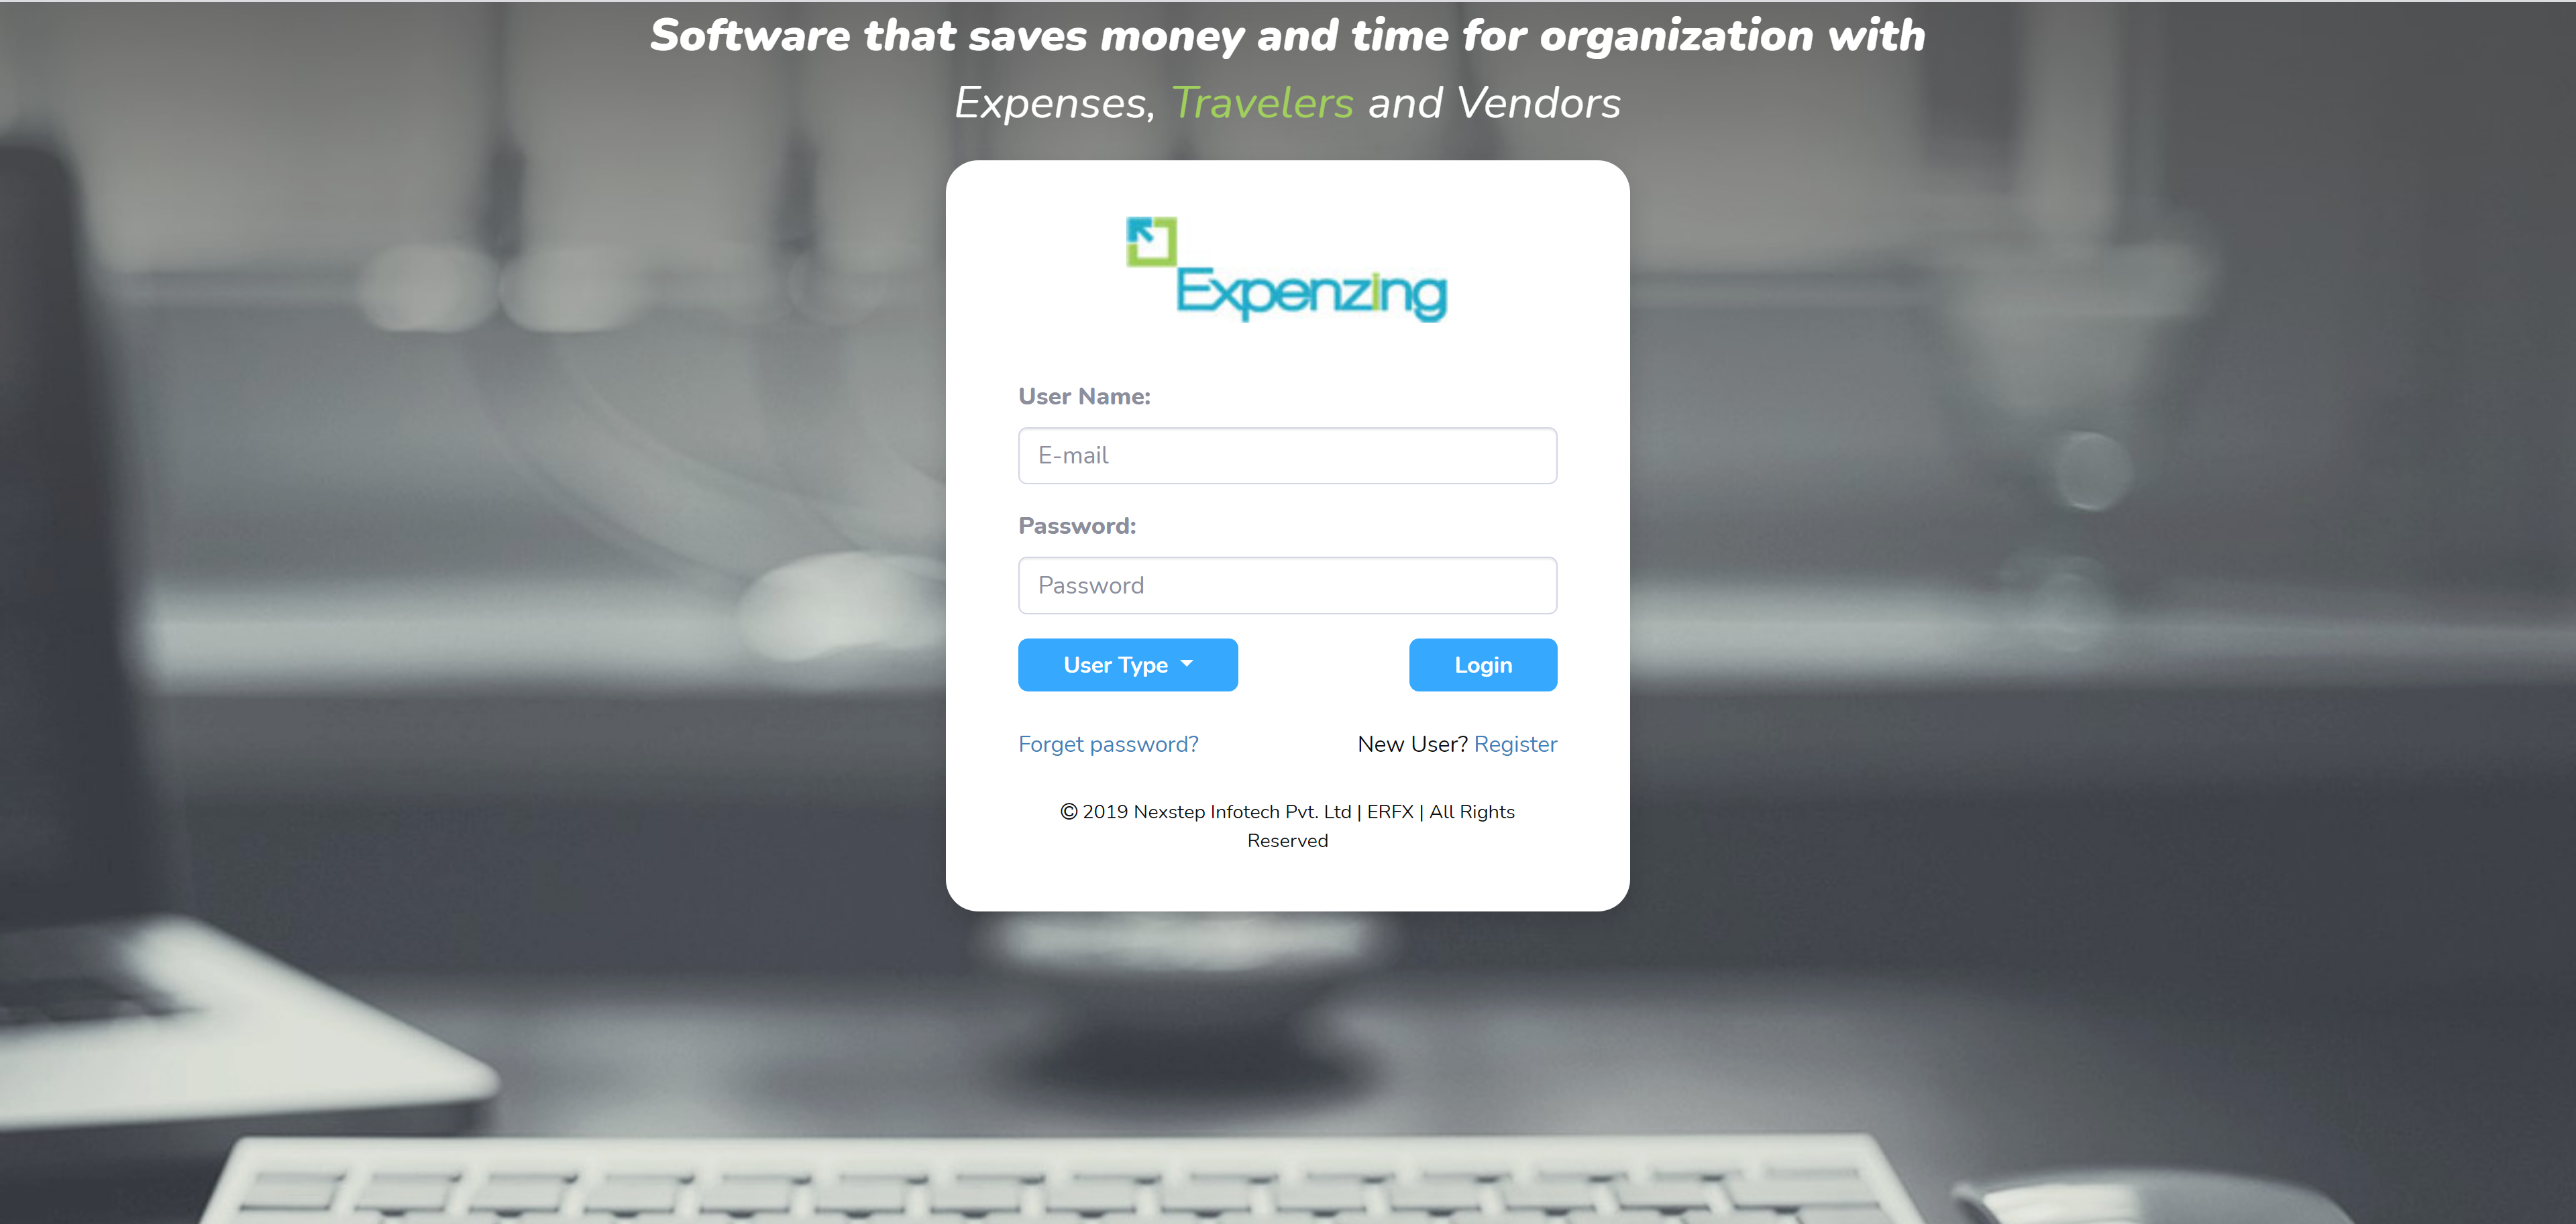 Software that saves money and time for organization with
Expenses, Travelers and Vendors
Expenzing
User Name:
E-mail
Password:
Password
User Type Login
Forget password? New User? Register
© 2019 Nexstep Infotech Pvt. Ltd | ERFX | All Rights
Reserved